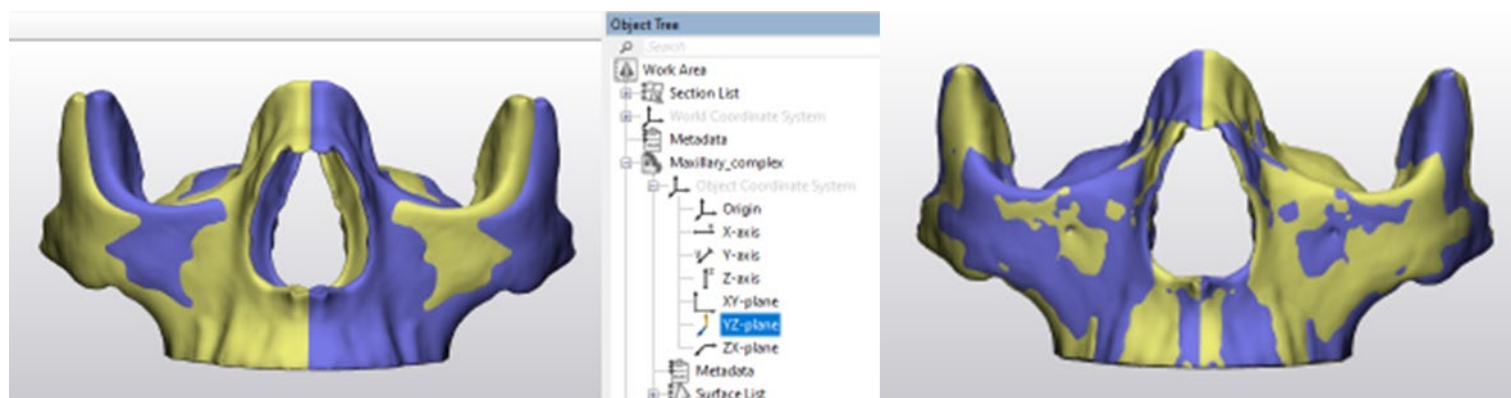 Object Tree
Search
Work Area
Section List
World Coordinate System
Metadata
Maxillary_complex
Object Coordinate System
Origin
X-axis
Y-axis
Z-axis
XY-plane
YZ-plane
ZX-plane
Metadata
Surface List